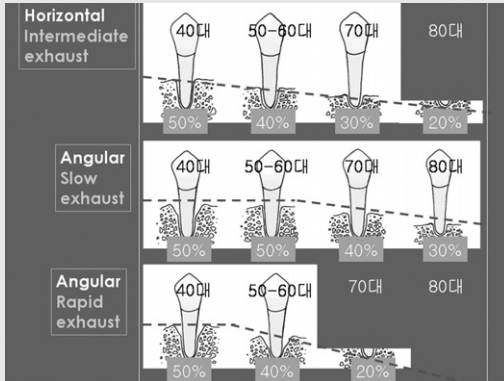 Horizontal
Intermediate
exhaust
40대 50-60대 70대 80대
50% 40% 30% 20%
Angular
Slow
exhaust
40대 50-60대 70대 80대
50% 50% 40% 30%
Angular
Rapid
exhaust
40대 50-60대 70대 80대
50% 40% 20%